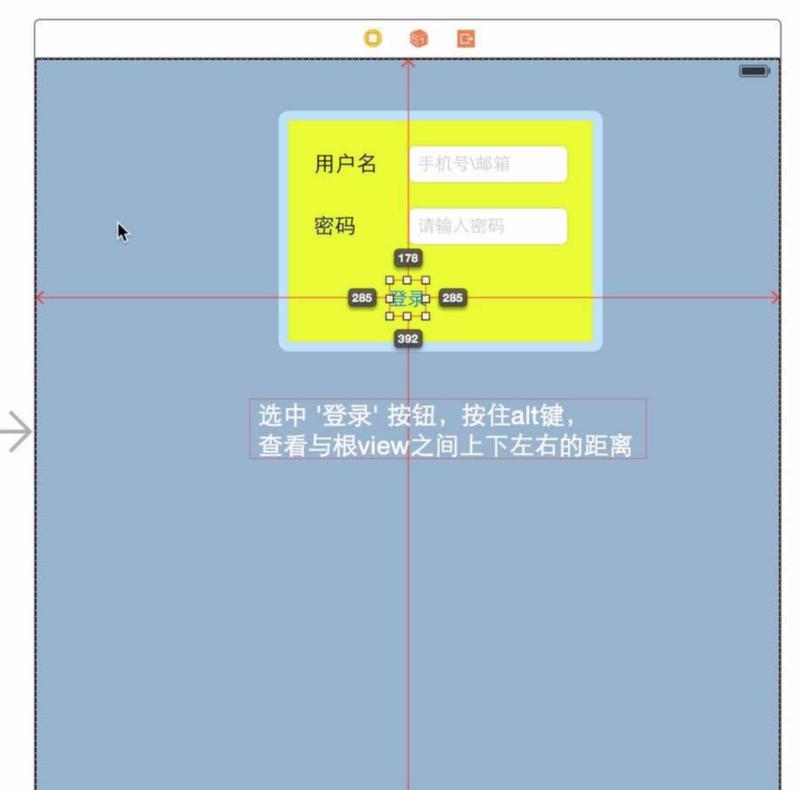 用户名
手机号\邮箱
密码
请输入密码
178
285
登录
285
392
选中 '登录' 按钮，按住alt键，
查看与根view之间上下左右的距离